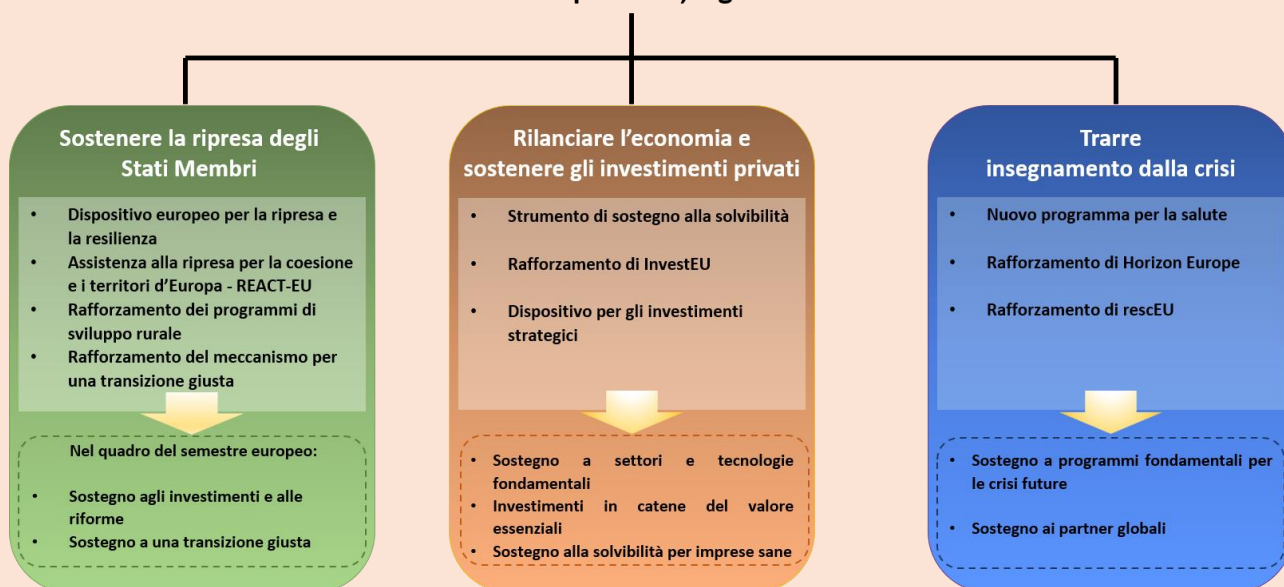 Sostenere la ripresa degli
Stati Membri
• Dispositivo europeo per la ripresa e
la resilienza
• Assistenza alla ripresa per la coesione
e i territori d'Europa - REACT-EU
• Rafforzamento dei programmi di
sviluppo rurale
• Rafforzamento del meccanismo per
una transizione giusta
Nel quadro del semestre europeo:
• Sostegno agli investimenti e alle
riforme
• Sostegno a una transizione giusta
Rilanciare l'economia e
sostenere gli investimenti privati
• Strumento di sostegno alla solvibilità
• Rafforzamento di InvestEU
• Dispositivo per gli investimenti
strategici
• Sostegno a settori e tecnologie
fondamentali
• Investimenti in catene del valore
essenziali
• Sostegno alla solvibilità per imprese sane
Trarre
insegnamento dalla crisi
• Nuovo programma per la salute
• Rafforzamento di Horizon Europe
• Rafforzamento di rescEU
• Sostegno a programmi fondamentali per
le crisi future
• Sostegno ai partner globali